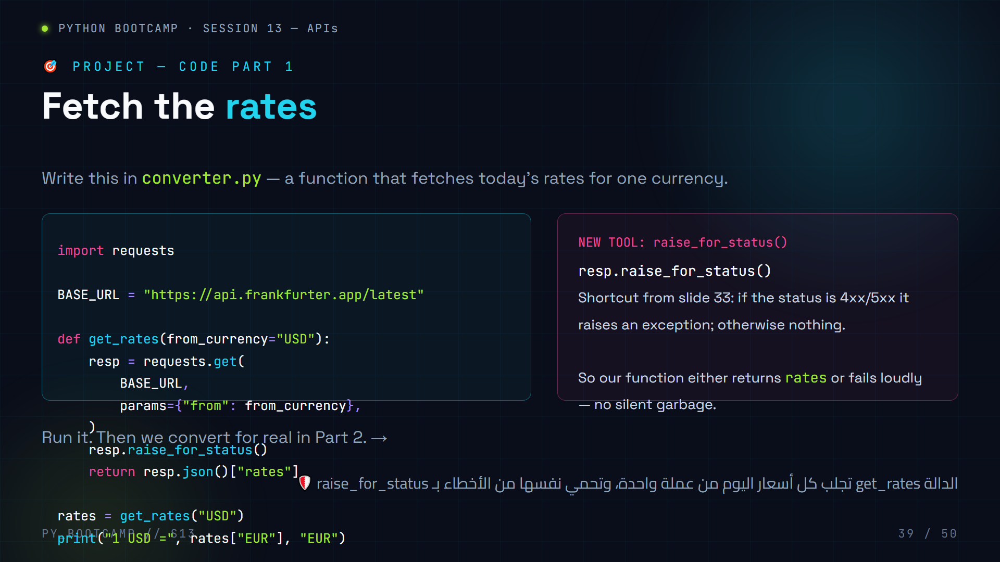 PYTHON BOOTCAMP · SESSION 13 — APIs
🎯 PROJECT — CODE PART 1
Fetch the rates
Write this in converter.py — a function that fetches today's rates for one currency.
import requests
BASE_URL = "https://api.frankfurter.app/latest"
def get_rates(from_currency="USD"):
    resp = requests.get(
        BASE_URL,
        params={"from": from_currency},
    )
    resp.raise_for_status()
    return resp.json()["rates"]
rates = get_rates("USD")
print("1 USD =", rates["EUR"], "EUR")
NEW TOOL: raise_for_status()
resp.raise_for_status()
Shortcut from slide 33: if the status is 4xx/5xx it
raises an exception; otherwise nothing.
So our function either returns rates or fails loudly
— no silent garbage.
Run it. Then we convert for real in Part 2. →
الدالة get_rates تجلب كل أسعار اليوم من عملة واحدة، وتحمي نفسها من الأخطاء بـ raise_for_status 🛡️
PY_BOOTCAMP // S13
39 / 50